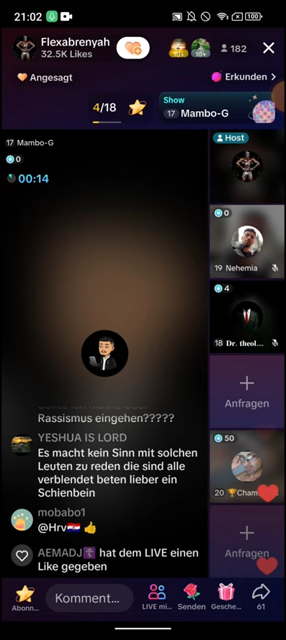 21:02
100
Flexabrenyah
32.5K Likes
10+
182
Angesagt
Erkunden >
4/18
Show
17 Mambo-G
17 Mambo-G
0
00:14
Host
0
19 Nehemia
4
18 Dr. theol...
Anfragen
50
20 🏆Cham
Anfragen
Rassismus eingehen?????
YESHUA IS LORD
Es macht kein Sinn mit solchen
Leuten zu reden die sind alle
verblendet beten lieber ein
Schienbein
mobabo1
@Hrv🇭🇷 👍
AEMADJ✝️ hat dem LIVE einen
Like gegeben
Abonn...
Komment...
LIVE mi...
Senden
Gesche...
61